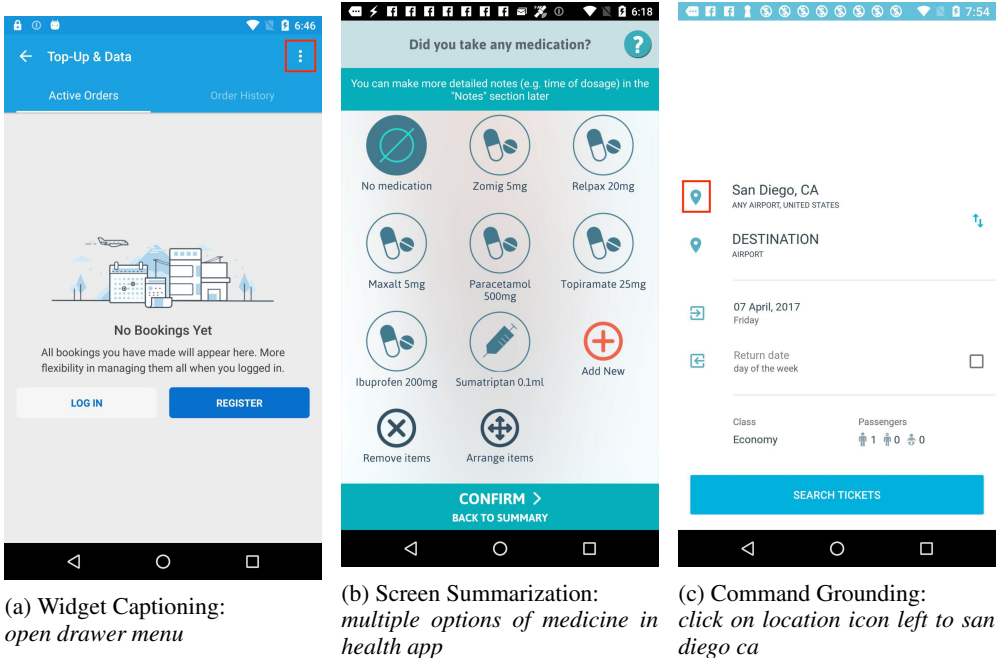 6:46
Top-Up & Data
Active Orders
Order History
No Bookings Yet
All bookings you have made will appear here. More
flexibility in managing them all when you logged in.
LOG IN
REGISTER
(a) Widget Captioning:
open drawer menu
6:18
Did you take any medication?
?
You can make more detailed notes (e.g. time of dosage) in the
"Notes" section later
No medication
Zomig 5mg
Relpax 20mg
Maxalt 5mg
Paracetamol
500mg
Topiramate 25mg
Ibuprofen 200mg
Sumatriptan 0.1ml
Add New
Remove items
Arrange items
CONFIRM >
BACK TO SUMMARY
(b) Screen Summarization:
multiple options of medicine in
health app
7:54
San Diego, CA
ANY AIRPORT, UNITED STATES
DESTINATION
AIRPORT
07 April, 2017
Friday
Return date
day of the week
Class
Passengers
Economy
1 0 0
SEARCH TICKETS
(c) Command Grounding:
click on location icon left to san
diego ca